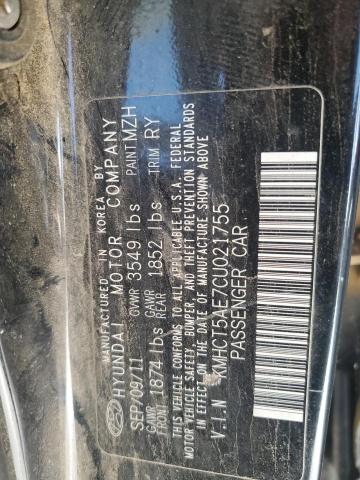 MANUFACTURED IN KOREA BY
HYUNDAI MOTOR COMPANY
SEP/09/11 GVWR 3549 lbs PAINT MZH
GAWR FRONT 1874 lbs GAWR REAR 1852 lbs TRIM RY
THIS VEHICLE CONFORMS TO ALL APPLICABLE U.S.A. FEDERAL
MOTOR VEHICLE SAFETY, BUMPER, AND THEFT PREVENTION STANDARDS
IN EFFECT ON THE DATE OF MANUFACTURE SHOWN ABOVE
V.I.N KMHCT5AE7CU021755
PASSENGER CAR